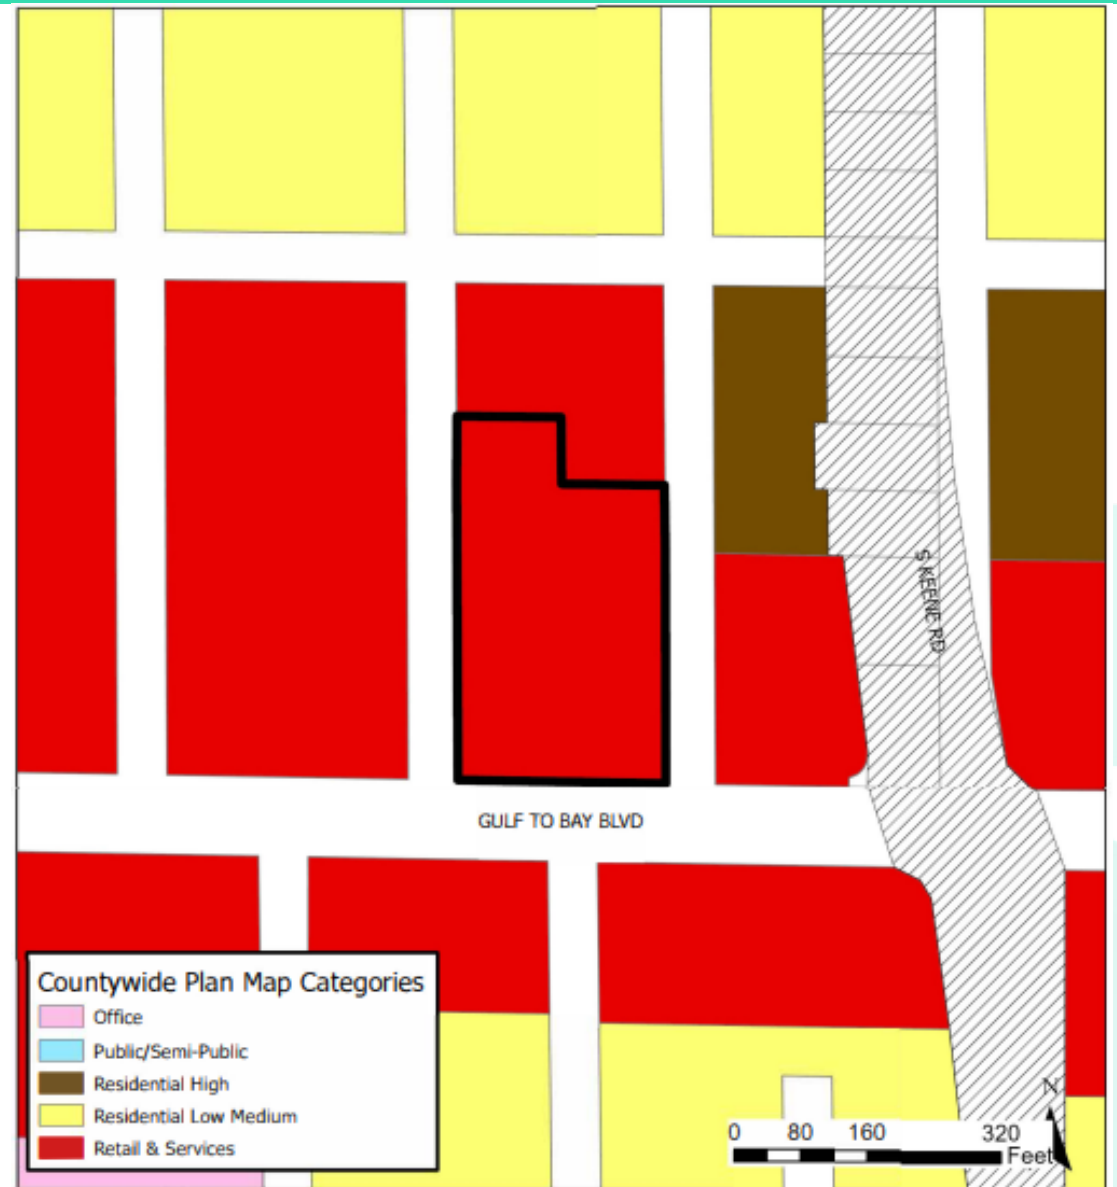 S KEENE RD
GULF TO BAY BLVD
Countywide Plan Map Categories
Office
Public/Semi-Public
Residential High
Residential Low Medium
Retail & Services
N
0 80 160 320
Feet